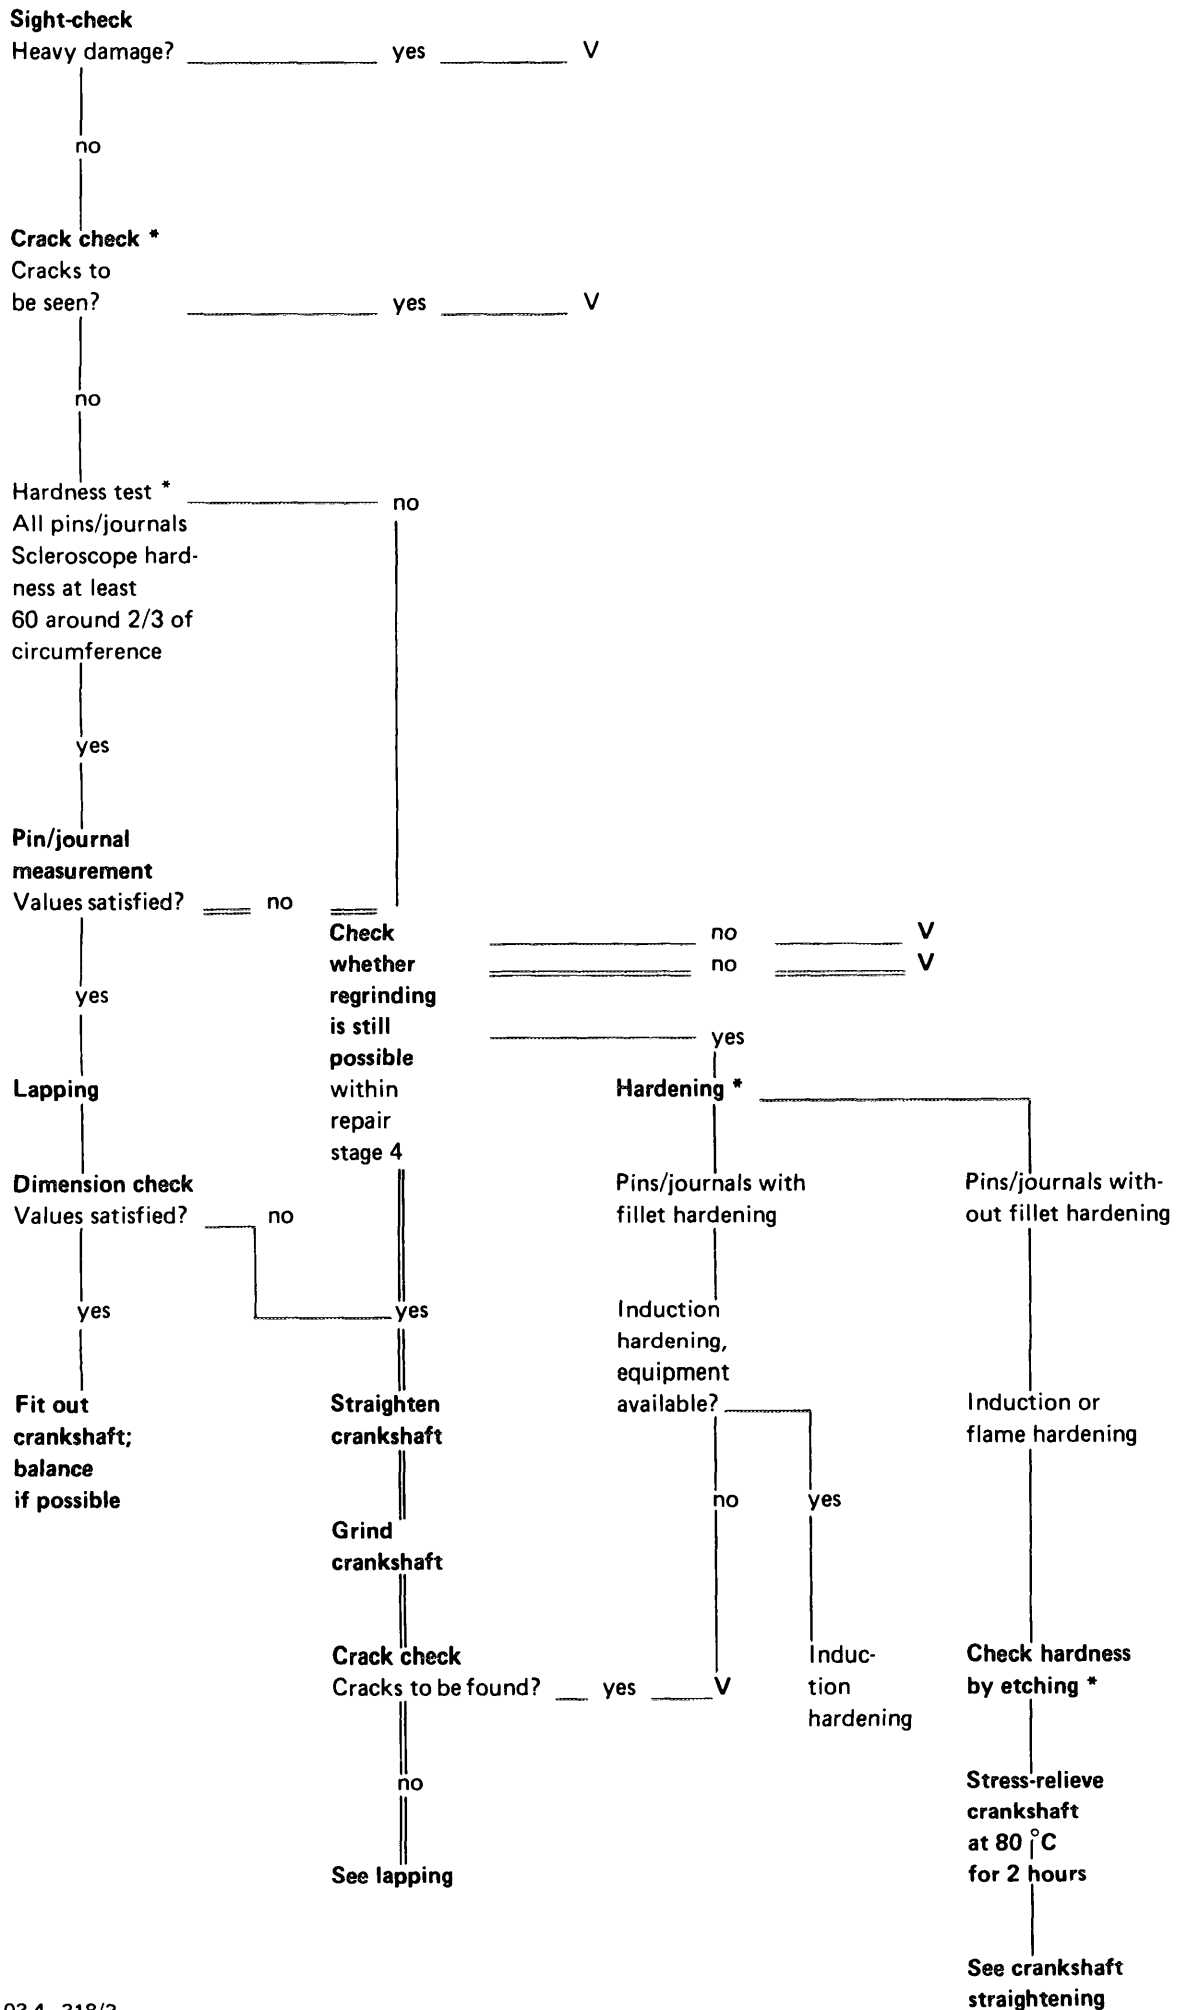 Sight-check
Heavy damage? yes V
no
Crack check *
Cracks to
be seen? yes V
no
Hardness test * no
All pins/journals
Scleroscope hard-
ness at least
60 around 2/3 of
circumference
yes
Pin/journal
measurement
Values satisfied? no
yes
Lapping
Dimension check
Values satisfied? no
yes
Fit out
crankshaft;
balance
if possible
Check no V
whether no V
regrinding
is still
possible yes
within
repair
stage 4
yes
Straighten
crankshaft
Grind
crankshaft
Crack check
Cracks to be found? yes V
no
See lapping
Hardening *
Pins/journals with
fillet hardening
Induction
hardening,
equipment
available?
no yes
Induc-
tion
hardening
Pins/journals with-
out fillet hardening
Induction or
flame hardening
Check hardness
by etching *
Stress-relieve
crankshaft
at 80 °C
for 2 hours
See crankshaft
straightening